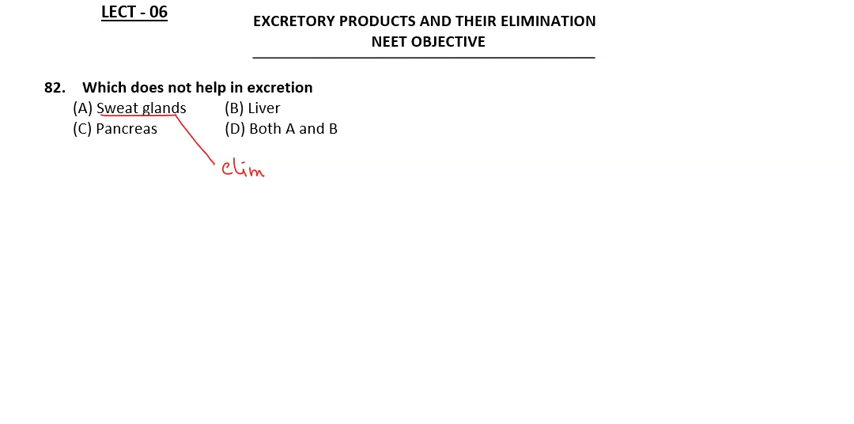 LECT - 06
EXCRETORY PRODUCTS AND THEIR ELIMINATION
NEET OBJECTIVE
82. Which does not help in excretion
(A) Sweat glands (B) Liver
(C) Pancreas (D) Both A and B
elim